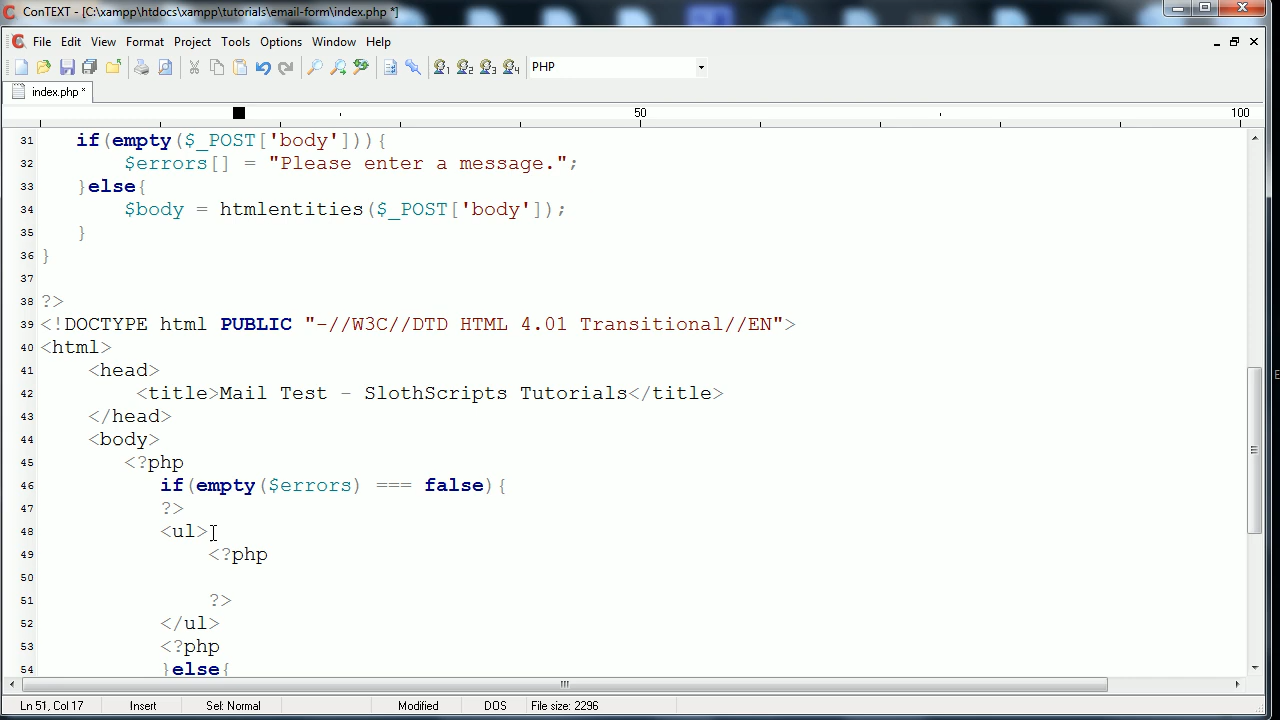 ConTEXT - [C:\xampp\htdocs\xampp\tutorials\email-form\index.php *]
File Edit View Format Project Tools Options Window Help
1 2 3 4 PHP
index.php *
50 100
31 if(empty($_POST['body'])){
32 $errors[] = "Please enter a message.";
33 }else{
34 $body = htmlentities($_POST['body']);
35 }
36 }
37
38 ?>
39 <!DOCTYPE html PUBLIC "-//W3C//DTD HTML 4.01 Transitional//EN">
40 <html>
41 <head>
42 <title>Mail Test - SlothScripts Tutorials</title>
43 </head>
44 <body>
45 <?php
46 if(empty($errors) === false){
47 ?>
48 <ul>
49 <?php
50
51 ?>
52 </ul>
53 <?php
54 }else{
Ln 51, Col 17 Insert Sel: Normal Modified DOS File size: 2296